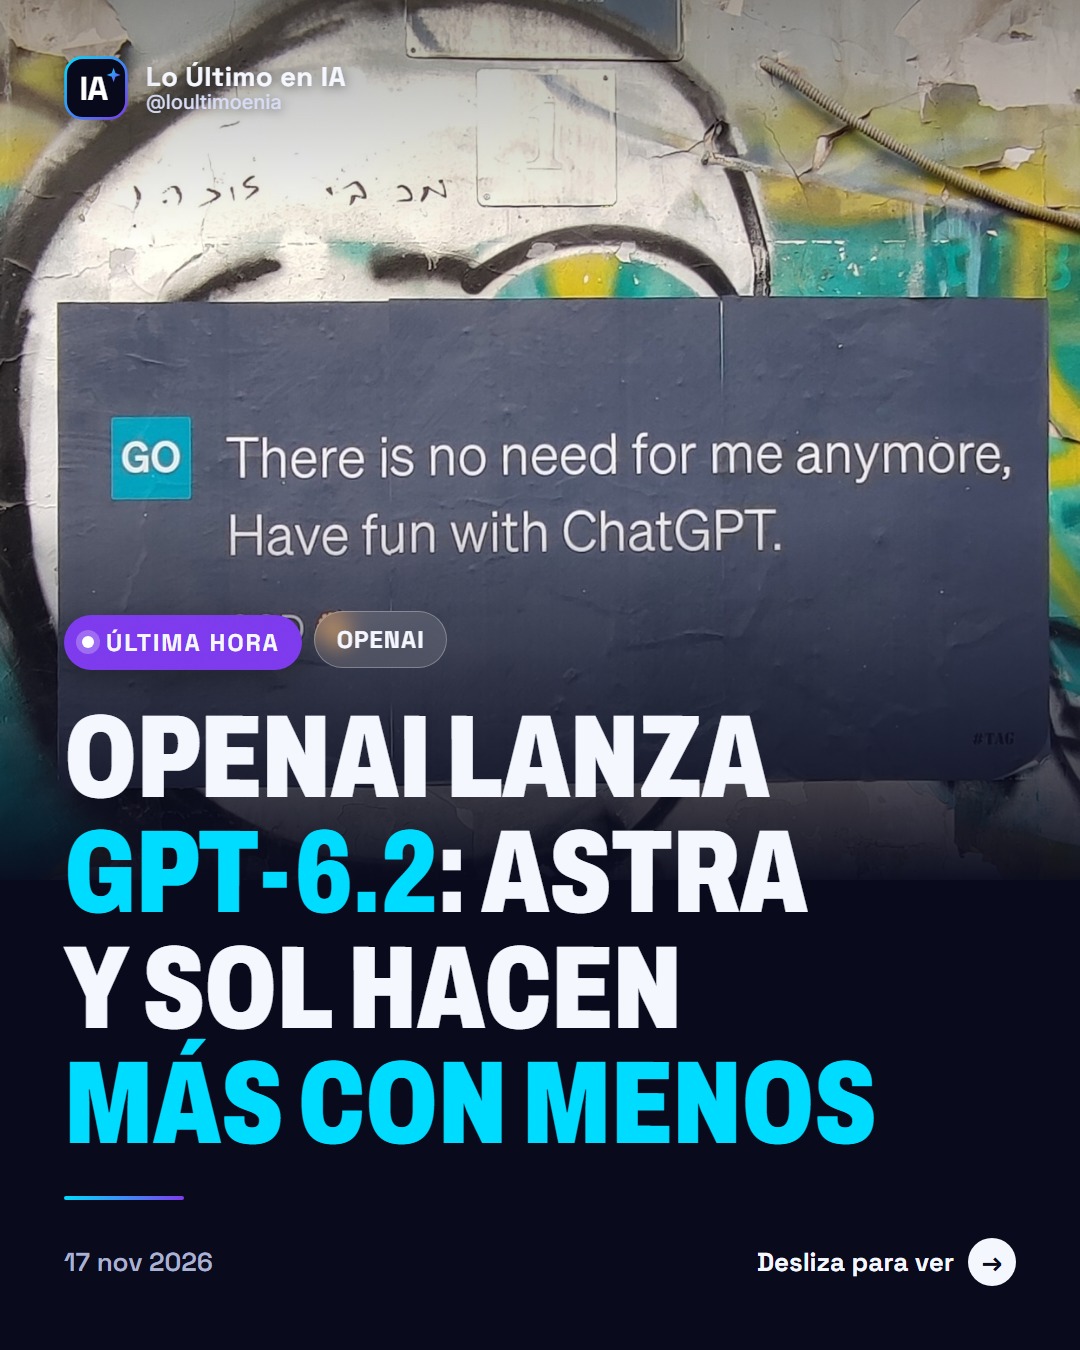 IA
Lo Último en IA
@loultimoenia
GO
There is no need for me anymore,
Have fun with ChatGPT.
ÚLTIMA HORA
OPENAI
#TAG
OPENAI LANZA
GPT-6.2: ASTRA
Y SOL HACEN
MÁS CON MENOS
17 nov 2026
Desliza para ver →